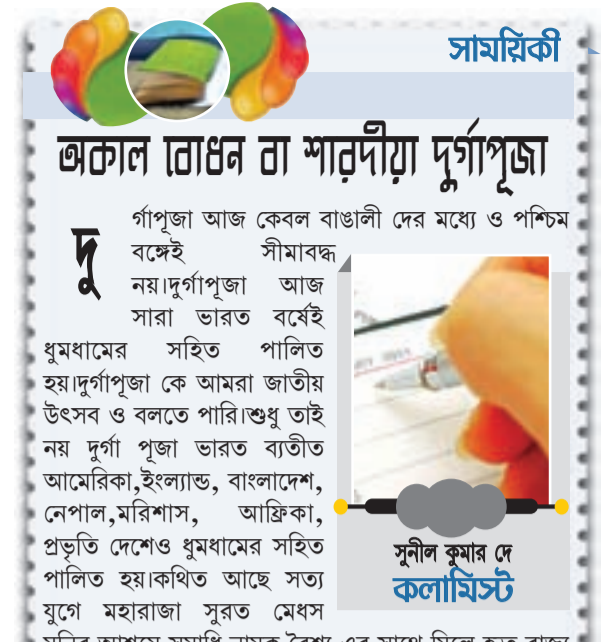 সাময়িকী
অকাল বোধন বা শারদীয়া দুর্গাপূজা
দুর্গাপূজা আজ কেবল বাঙালী দের মধ্যে ও পশ্চিম
বঙ্গেই সীমাবদ্ধ
নয়।দুর্গাপূজা আজ
সারা ভারত বর্ষেই
ধুমধামের সহিত পালিত
হয়।দুর্গাপূজা কে আমরা জাতীয়
উৎসব ও বলতে পারি।শুধু তাই
নয় দুর্গা পূজা ভারত ব্যতীত
আমেরিকা,ইংল্যান্ড, বাংলাদেশ,
নেপাল,মরিশাস, আফ্রিকা,
প্রভৃতি দেশেও ধুমধামের সহিত
পালিত হয়।কথিত আছে সত্য
যুগে মহারাজা সুরত মেধস
সুনীল কুমার দে
কলামিস্ট